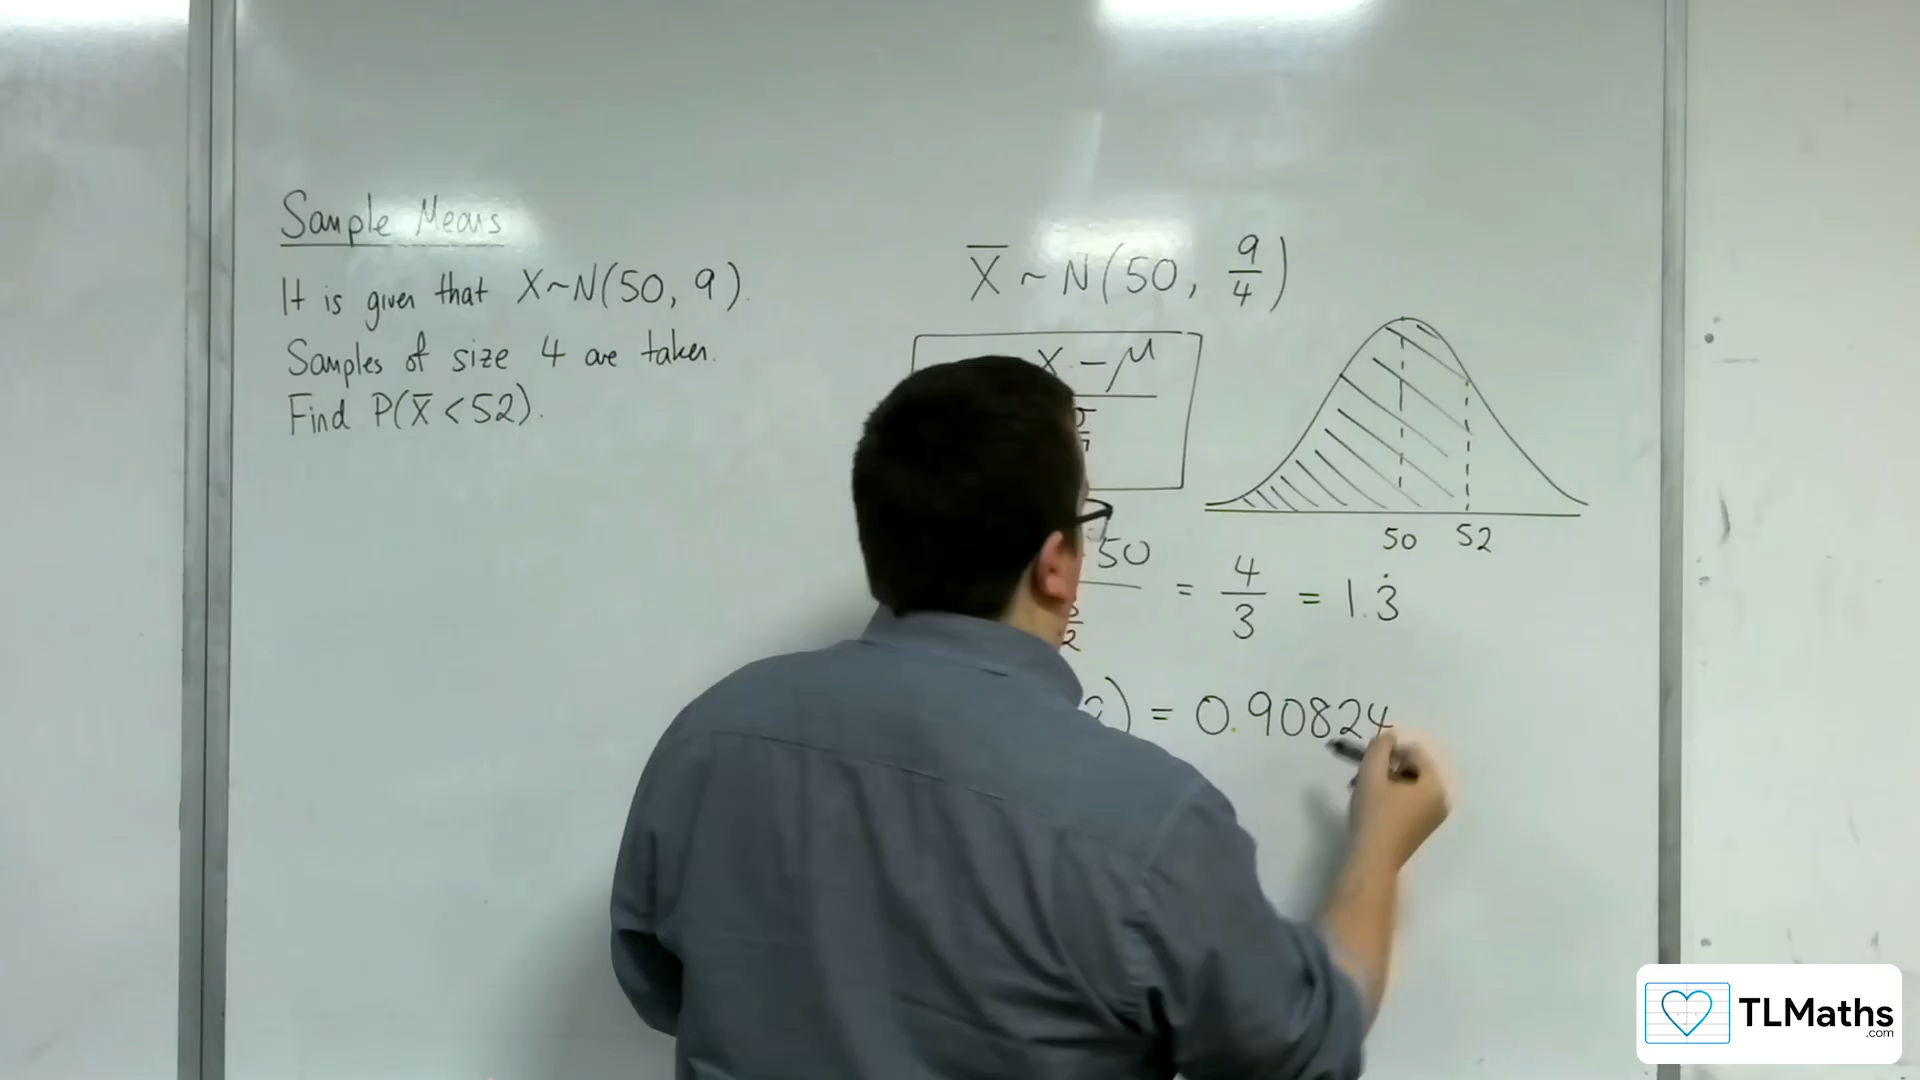 Sample Means
It is given that X~N(50, 9).
Samples of size 4 are taken.
Find P(X̄ < 52).
X̄ ~ N(50, 9/4)
X - μ
σ
50 52
50 = 4/3 = 1.3̇
2
) = 0.90824
TLMaths
.com